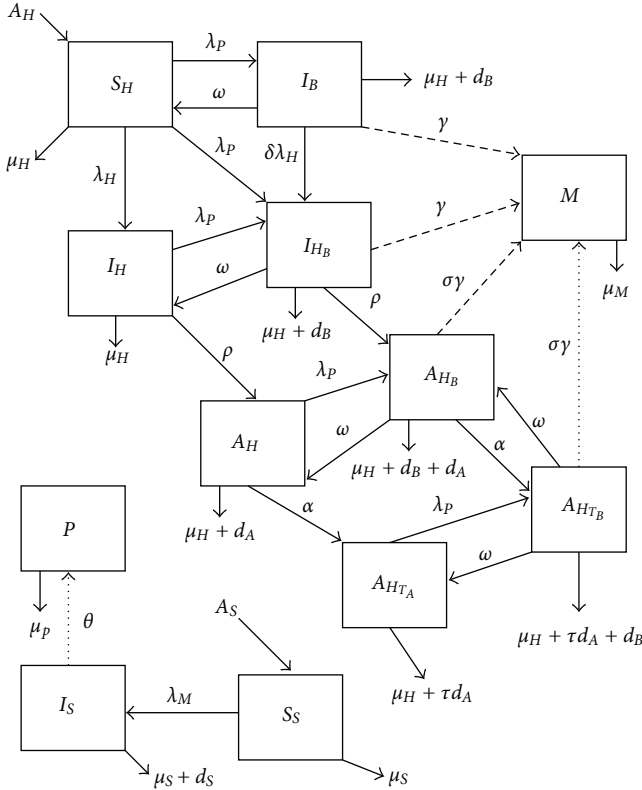 A_H
λ_P
S_H
I_B
μ_H + d_B
ω
γ
μ_H
λ_H
λ_P
δλ_H
M
λ_P
γ
I_H
I_{H_B}
ω
σγ
μ_M
μ_H
μ_H + d_B
ρ
ρ
σγ
λ_P
A_{H_B}
ω
ω
A_H
α
μ_H + d_B + d_A
P
μ_H + d_A
α
λ_P
A_{H_{T_B}}
ω
A_{H_{T_A}}
μ_p
θ
A_S
μ_H + τd_A + d_B
I_S
λ_M
S_S
μ_H + τd_A
μ_S + d_S
μ_S